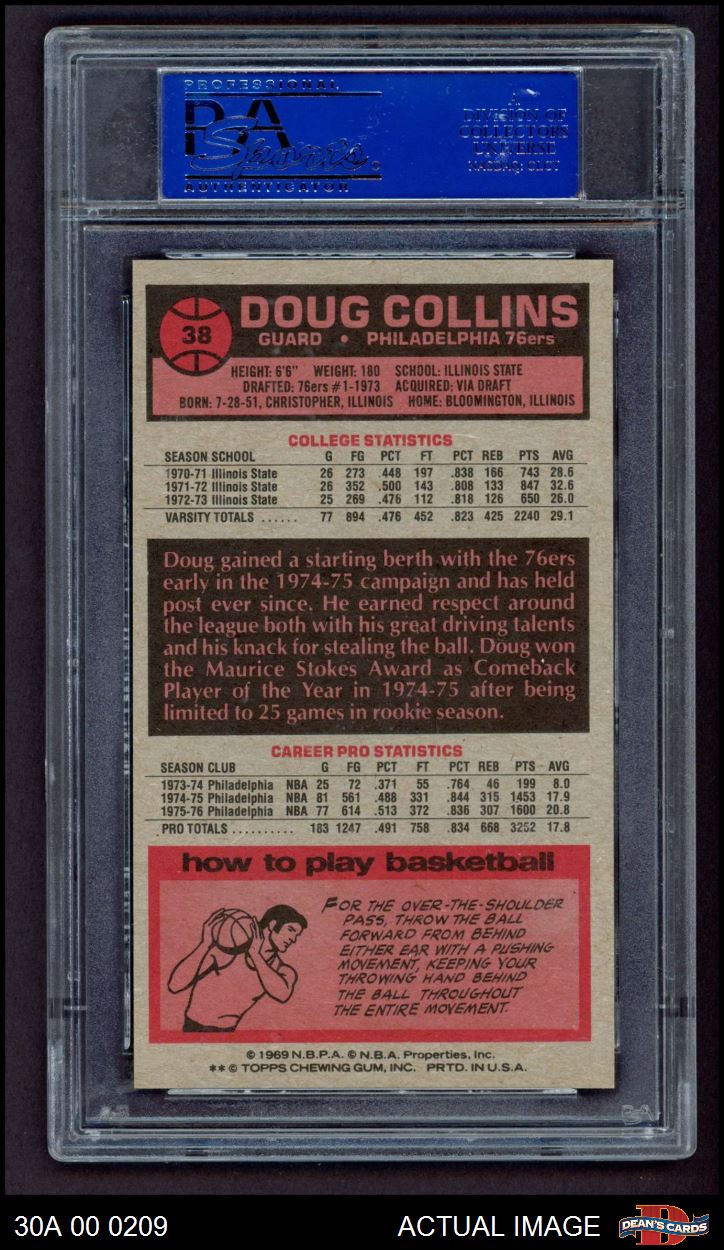 PROFESSIONAL
PSA
Sports
AUTHENTICATOR
A
DIVISION OF
COLLECTORS
UNIVERSE
NASDAQ: CLCT
38
DOUG COLLINS
GUARD • PHILADELPHIA 76ers
HEIGHT: 6'6" WEIGHT: 180 SCHOOL: ILLINOIS STATE
DRAFTED: 76ers #1-1973 ACQUIRED: VIA DRAFT
BORN: 7-28-51, CHRISTOPHER, ILLINOIS HOME: BLOOMINGTON, ILLINOIS
COLLEGE STATISTICS
SEASON SCHOOL G FG PCT FT PCT REB PTS AVG
1970-71 Illinois State 26 273 .448 197 .838 166 743 28.6
1971-72 Illinois State 26 352 .500 143 .808 133 847 32.6
1972-73 Illinois State 25 269 .476 112 .818 126 650 26.0
VARSITY TOTALS ...... 77 894 .476 452 .823 425 2240 29.1
Doug gained a starting berth with the 76ers
early in the 1974-75 campaign and has held
post ever since. He earned respect around
the league both with his great driving talents
and his knack for stealing the ball. Doug won
the Maurice Stokes Award as Comeback
Player of the Year in 1974-75 after being
limited to 25 games in rookie season.
CAREER PRO STATISTICS
SEASON CLUB G FG PCT FT PCT REB PTS AVG
1973-74 Philadelphia NBA 25 72 .371 55 .764 46 199 8.0
1974-75 Philadelphia NBA 81 561 .488 331 .844 315 1453 17.9
1975-76 Philadelphia NBA 77 614 .513 372 .836 307 1600 20.8
PRO TOTALS .......... 183 1247 .491 758 .834 668 3252 17.8
how to play basketball
FOR THE OVER-THE-SHOULDER
PASS, THROW THE BALL
FORWARD FROM BEHIND
EITHER EAR WITH A PUSHING
MOVEMENT, KEEPING YOUR
THROWING HAND BEHIND
THE BALL THROUGHOUT
THE ENTIRE MOVEMENT.
© 1969 N.B.P.A. © N.B.A. Properties, Inc.
** © TOPPS CHEWING GUM, INC. PRTD. IN U.S.A.
30A 00 0209
ACTUAL IMAGE
DEAN'S CARDS